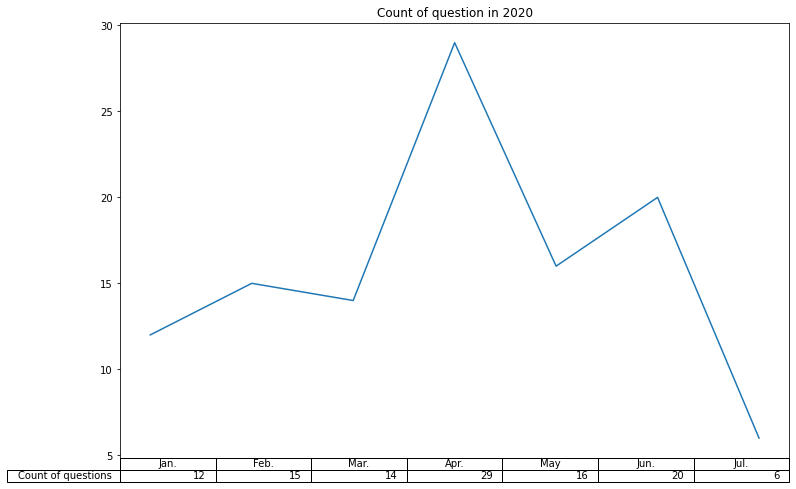 Count of question in 2020
30
25
20
15
10
5
Jan. Feb. Mar. Apr. May Jun. Jul.
Count of questions 12 15 14 29 16 20 6